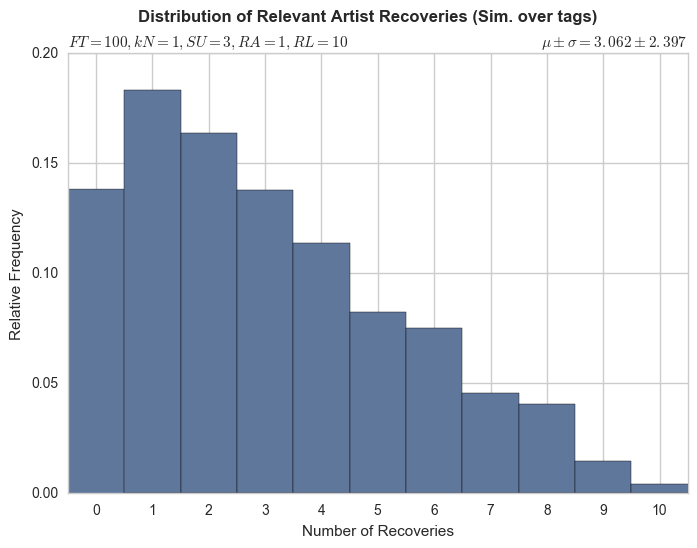 Distribution of Relevant Artist Recoveries (Sim. over tags)
FT = 100, kN = 1, SU = 3, RA = 1, RL = 10
μ ± σ = 3.062 ± 2.397
0.20
0.15
0.10
0.05
0.00
Relative Frequency
0 1 2 3 4 5 6 7 8 9 10
Number of Recoveries